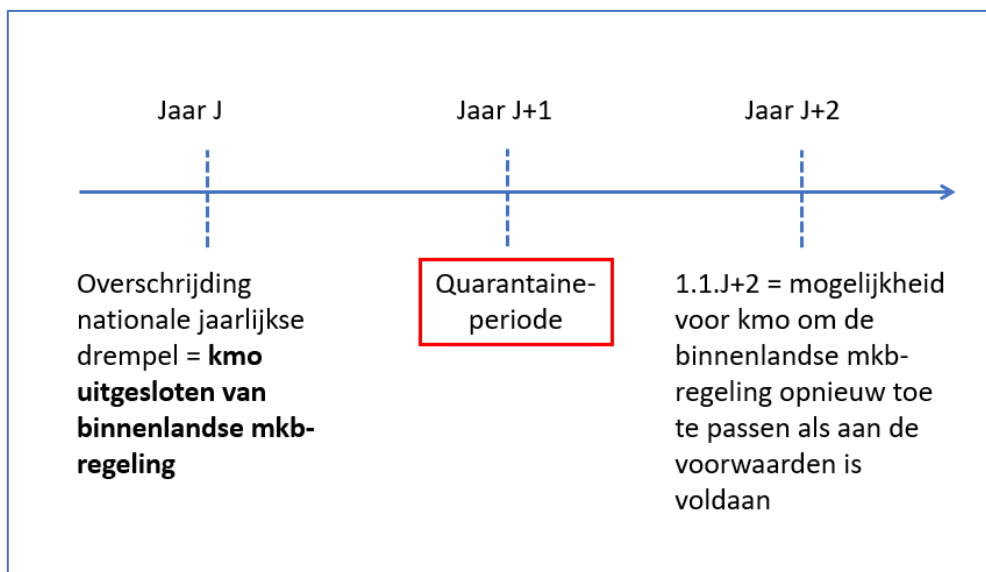 Jaar J
Jaar J+1
Jaar J+2
Overschrijding
nationale jaarlijkse
drempel = kmo
uitgesloten van
binnenlandse mkb-
regeling
Quarantaine-
periode
1.1.J+2 = mogelijkheid
voor kmo om de
binnenlandse mkb-
regeling opnieuw toe
te passen als aan de
voorwaarden is
voldaan